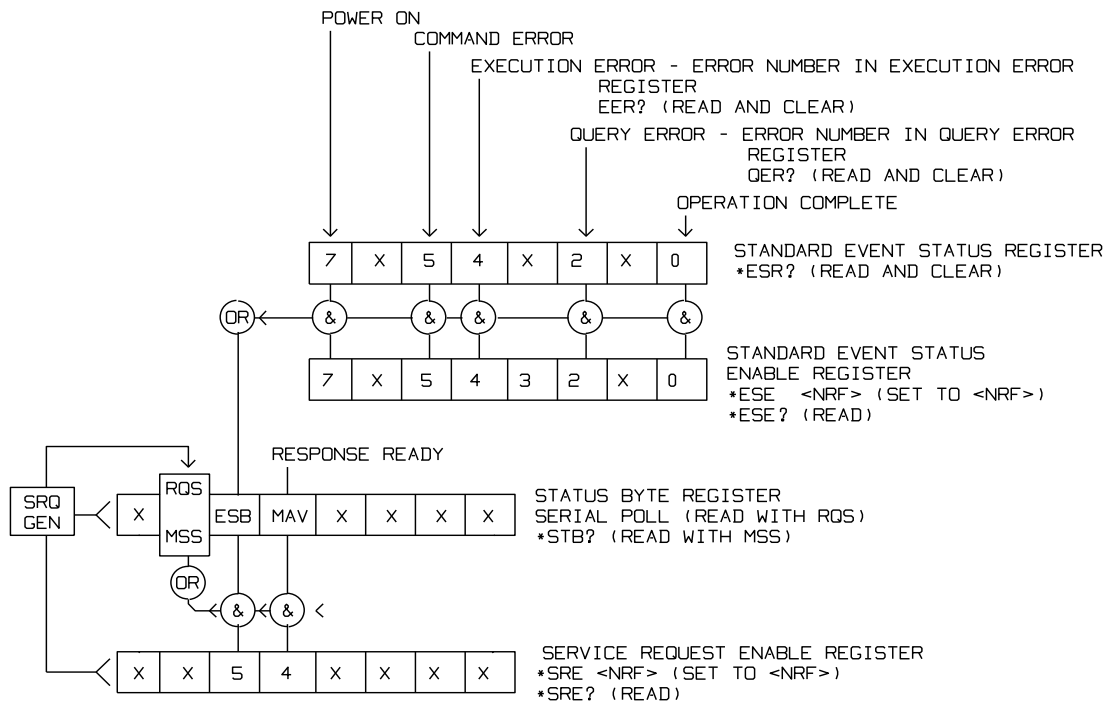 POWER ON
COMMAND ERROR
EXECUTION ERROR - ERROR NUMBER IN EXECUTION ERROR
REGISTER
EER? (READ AND CLEAR)
QUERY ERROR - ERROR NUMBER IN QUERY ERROR
REGISTER
QER? (READ AND CLEAR)
OPERATION COMPLETE
7 X 5 4 X 2 X 0
STANDARD EVENT STATUS REGISTER
*ESR? (READ AND CLEAR)
OR & & & & &
7 X 5 4 3 2 X 0
STANDARD EVENT STATUS
ENABLE REGISTER
*ESE <NRF> (SET TO <NRF>)
*ESE? (READ)
RESPONSE READY
SRQ
GEN
X RQS MSS ESB MAV X X X X
STATUS BYTE REGISTER
SERIAL POLL (READ WITH RQS)
*STB? (READ WITH MSS)
OR
& &
X X 5 4 X X X X
SERVICE REQUEST ENABLE REGISTER
*SRE <NRF> (SET TO <NRF>)
*SRE? (READ)